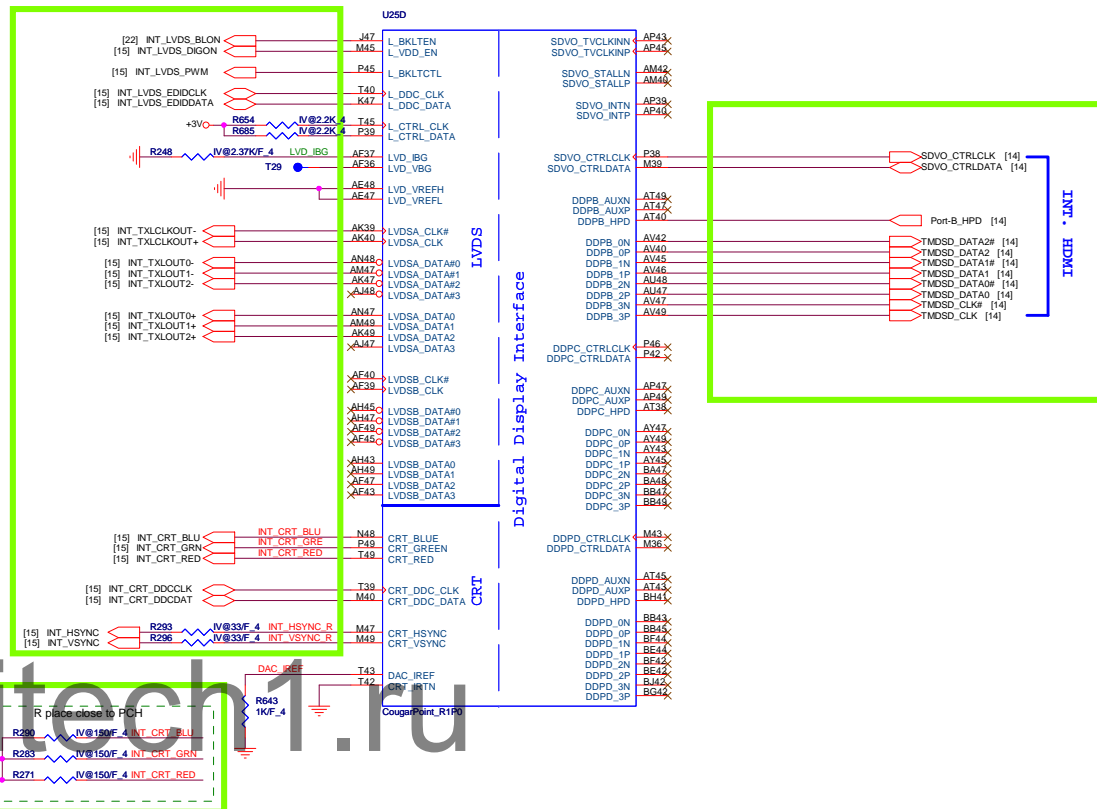 U25D
[22] INT_LVDS_BLON J47 L_BKLTEN
[15] INT_LVDS_DIGON M45 L_VDD_EN
[15] INT_LVDS_PWM P45 L_BKLTCTL
[15] INT_LVDS_EDIDCLK T40 L_DDC_CLK
[15] INT_LVDS_EDIDDATA K47 L_DDC_DATA
+3V R654 IV@2.2K_4 T45 L_CTRL_CLK
R685 IV@2.2K_4 P39 L_CTRL_DATA
R248 IV@2.37K/F_4 LVD_IBG AF37 LVD_IBG
T29 AF36 LVD_VBG
AE48 LVD_VREFH
AE47 LVD_VREFL
[15] INT_TXLCLKOUT- AK39 LVDSA_CLK#
[15] INT_TXLCLKOUT+ AK40 LVDSA_CLK
[15] INT_TXLOUT0- AN48 LVDSA_DATA#0
[15] INT_TXLOUT1- AM47 LVDSA_DATA#1
[15] INT_TXLOUT2- AK47 LVDSA_DATA#2
AJ48 LVDSA_DATA#3
[15] INT_TXLOUT0+ AN47 LVDSA_DATA0
[15] INT_TXLOUT1+ AM49 LVDSA_DATA1
[15] INT_TXLOUT2+ AK49 LVDSA_DATA2
AJ47 LVDSA_DATA3
AF40 LVDSB_CLK#
AF39 LVDSB_CLK
AH45 LVDSB_DATA#0
AH47 LVDSB_DATA#1
AF49 LVDSB_DATA#2
AF45 LVDSB_DATA#3
AH43 LVDSB_DATA0
AH49 LVDSB_DATA1
AF47 LVDSB_DATA2
AF43 LVDSB_DATA3
[15] INT_CRT_BLU INT_CRT_BLU N48 CRT_BLUE
[15] INT_CRT_GRN INT_CRT_GRE P49 CRT_GREEN
[15] INT_CRT_RED INT_CRT_RED T49 CRT_RED
[15] INT_CRT_DDCCLK T39 CRT_DDC_CLK
[15] INT_CRT_DDCDAT M40 CRT_DDC_DATA
[15] INT_HSYNC R293 IV@33/F_4 INT_HSYNC_R M47 CRT_HSYNC
[15] INT_VSYNC R296 IV@33/F_4 INT_VSYNC_R M49 CRT_VSYNC
DAC_IREF T43 DAC_IREF
T42 CRT_IRTN
R643
1K/F_4
CougarPoint_R1P0
LVDS
CRT
Digital Display Interface
SDVO_TVCLKINN AP43
SDVO_TVCLKINP AP45
SDVO_STALLN AM42
SDVO_STALLP AM40
SDVO_INTN AP39
SDVO_INTP AP40
SDVO_CTRLCLK P38 SDVO_CTRLCLK [14]
SDVO_CTRLDATA M39 SDVO_CTRLDATA [14]
DDPB_AUXN AT49
DDPB_AUXP AT47
DDPB_HPD AT40 Port-B_HPD [14]
DDPB_0N AV42 TMDSD_DATA2# [14]
DDPB_0P AV40 TMDSD_DATA2 [14]
DDPB_1N AV45 TMDSD_DATA1# [14]
DDPB_1P AV46 TMDSD_DATA1 [14]
DDPB_2N AU48 TMDSD_DATA0# [14]
DDPB_2P AU47 TMDSD_DATA0 [14]
DDPB_3N AV47 TMDSD_CLK# [14]
DDPB_3P AV49 TMDSD_CLK [14]
INT. HDMI
DDPC_CTRLCLK P46
DDPC_CTRLDATA P42
DDPC_AUXN AP47
DDPC_AUXP AP49
DDPC_HPD AT38
DDPC_0N AY47
DDPC_0P AY49
DDPC_1N AY43
DDPC_1P AY45
DDPC_2N BA47
DDPC_2P BA48
DDPC_3N BB47
DDPC_3P BB49
DDPD_CTRLCLK M43
DDPD_CTRLDATA M36
DDPD_AUXN AT45
DDPD_AUXP AT43
DDPD_HPD BH41
DDPD_0N BB43
DDPD_0P BB45
DDPD_1N BF44
DDPD_1P BE44
DDPD_2N BF42
DDPD_2P BE42
DDPD_3N BJ42
DDPD_3P BG42
R place close to PCH
R290 IV@150/F_4 INT_CRT_BLU
R283 IV@150/F_4 INT_CRT_GRN
R271 IV@150/F_4 INT_CRT_RED
itech1.ru